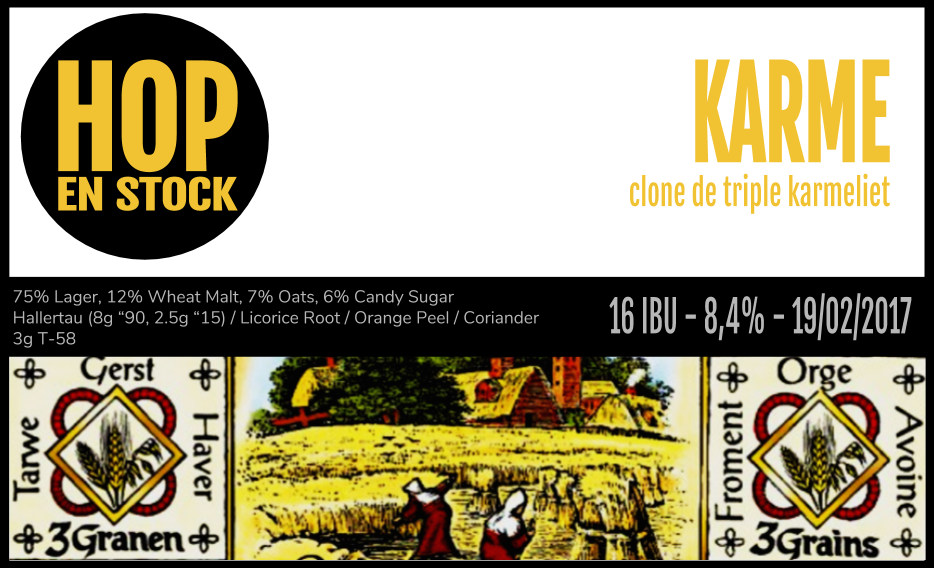 HOP
EN STOCK
KARME
clone de triple karmeliet
75% Lager, 12% Wheat Malt, 7% Oats, 6% Candy Sugar
Hallertau (8g “90, 2.5g “15) / Licorice Root / Orange Peel / Coriander
3g T-58
16 IBU - 8,4% - 19/02/2017
Gerst
Tarwe
Haver
3Granen
Orge
Froment
Avoine
3Grains